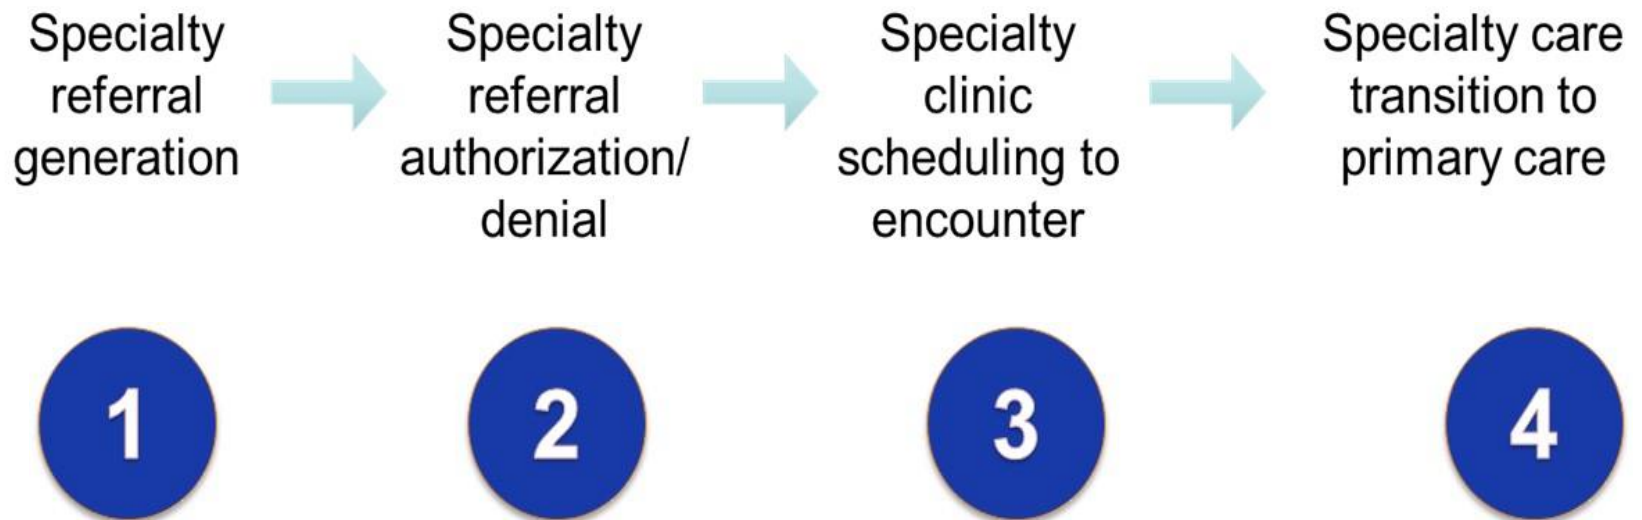 Specialty
referral
generation
Specialty
referral
authorization/
denial
Specialty
clinic
scheduling to
encounter
Specialty care
transition to
primary care
1
2
3
4